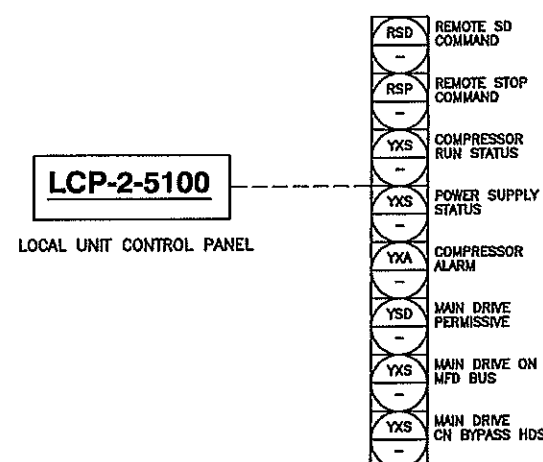 RSD
REMOTE SD
COMMAND
-
RSP
REMOTE STOP
COMMAND
-
YXS
COMPRESSOR
RUN STATUS
-
LCP-2-5100
LOCAL UNIT CONTROL PANEL
YXS
POWER SUPPLY
STATUS
-
YXA
COMPRESSOR
ALARM
-
YSD
MAIN DRIVE
PERMISSIVE
-
YXS
MAIN DRIVE ON
MFD BUS
-
YXS
MAIN DRIVE
CN BYPASS HDS
-